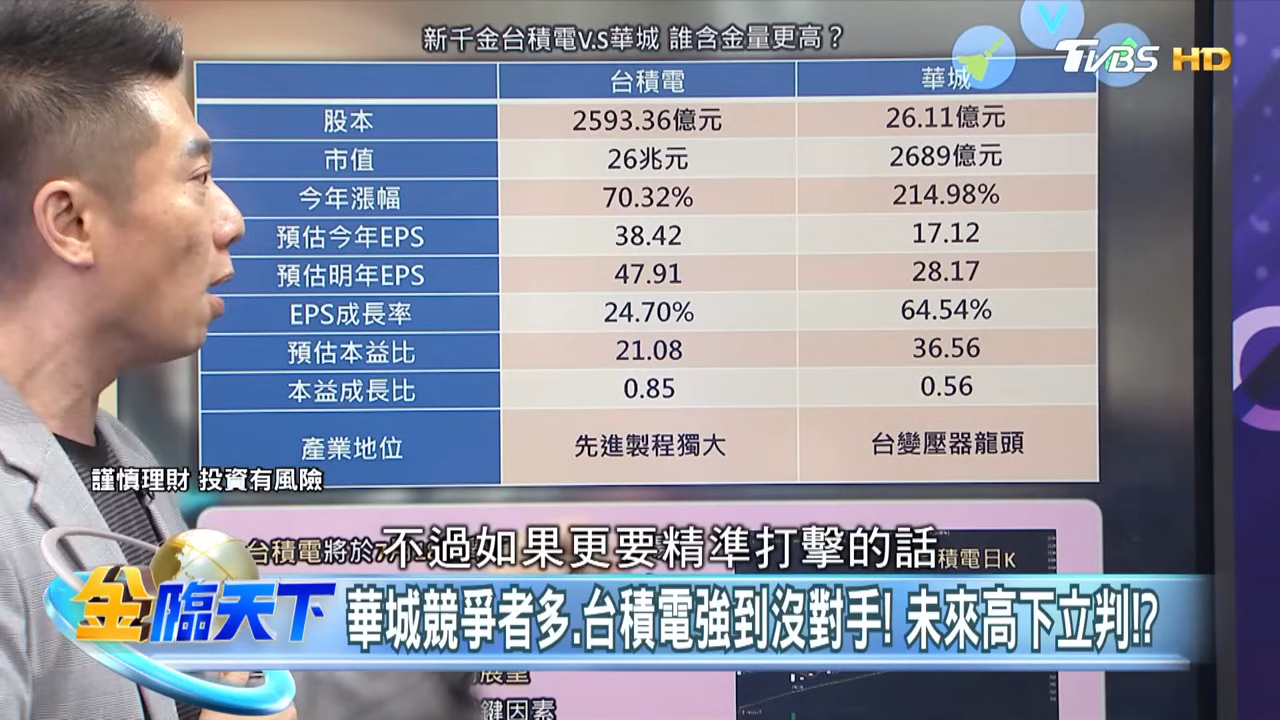 新千金台積電V.S華城 誰含金量更高？
TVBS HD
台積電 華城
股本 2593.36億元 26.11億元
市值 26兆元 2689億元
今年漲幅 70.32% 214.98%
預估今年EPS 38.42 17.12
預估明年EPS 47.91 28.17
EPS成長率 24.70% 64.54%
預估本益比 21.08 36.56
本益成長比 0.85 0.56
產業地位 先進製程獨大 台變壓器龍頭
謹慎理財 投資有風險
台積電將於
積電日K
不過如果更要精準打擊的話
金臨天下
華城競爭者多.台積電強到沒對手! 未來高下立判!?
展望
鍵因素